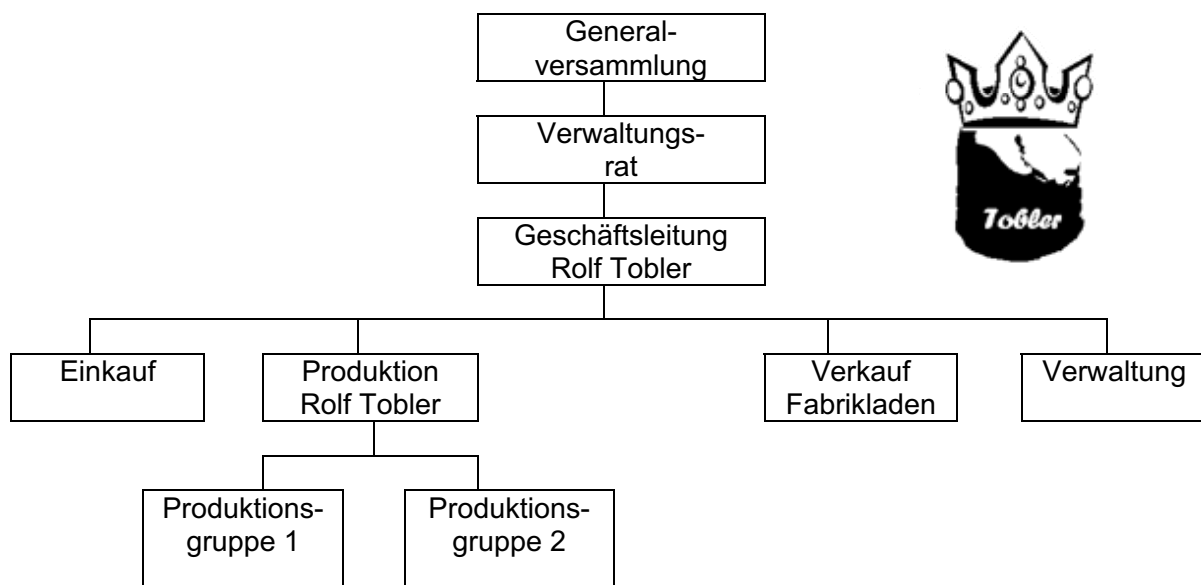 General-
versammlung
Verwaltungs-
rat
Geschäftsleitung
Rolf Tobler
Tobler
Einkauf
Produktion
Rolf Tobler
Verkauf
Fabrikladen
Verwaltung
Produktions-
gruppe 1
Produktions-
gruppe 2